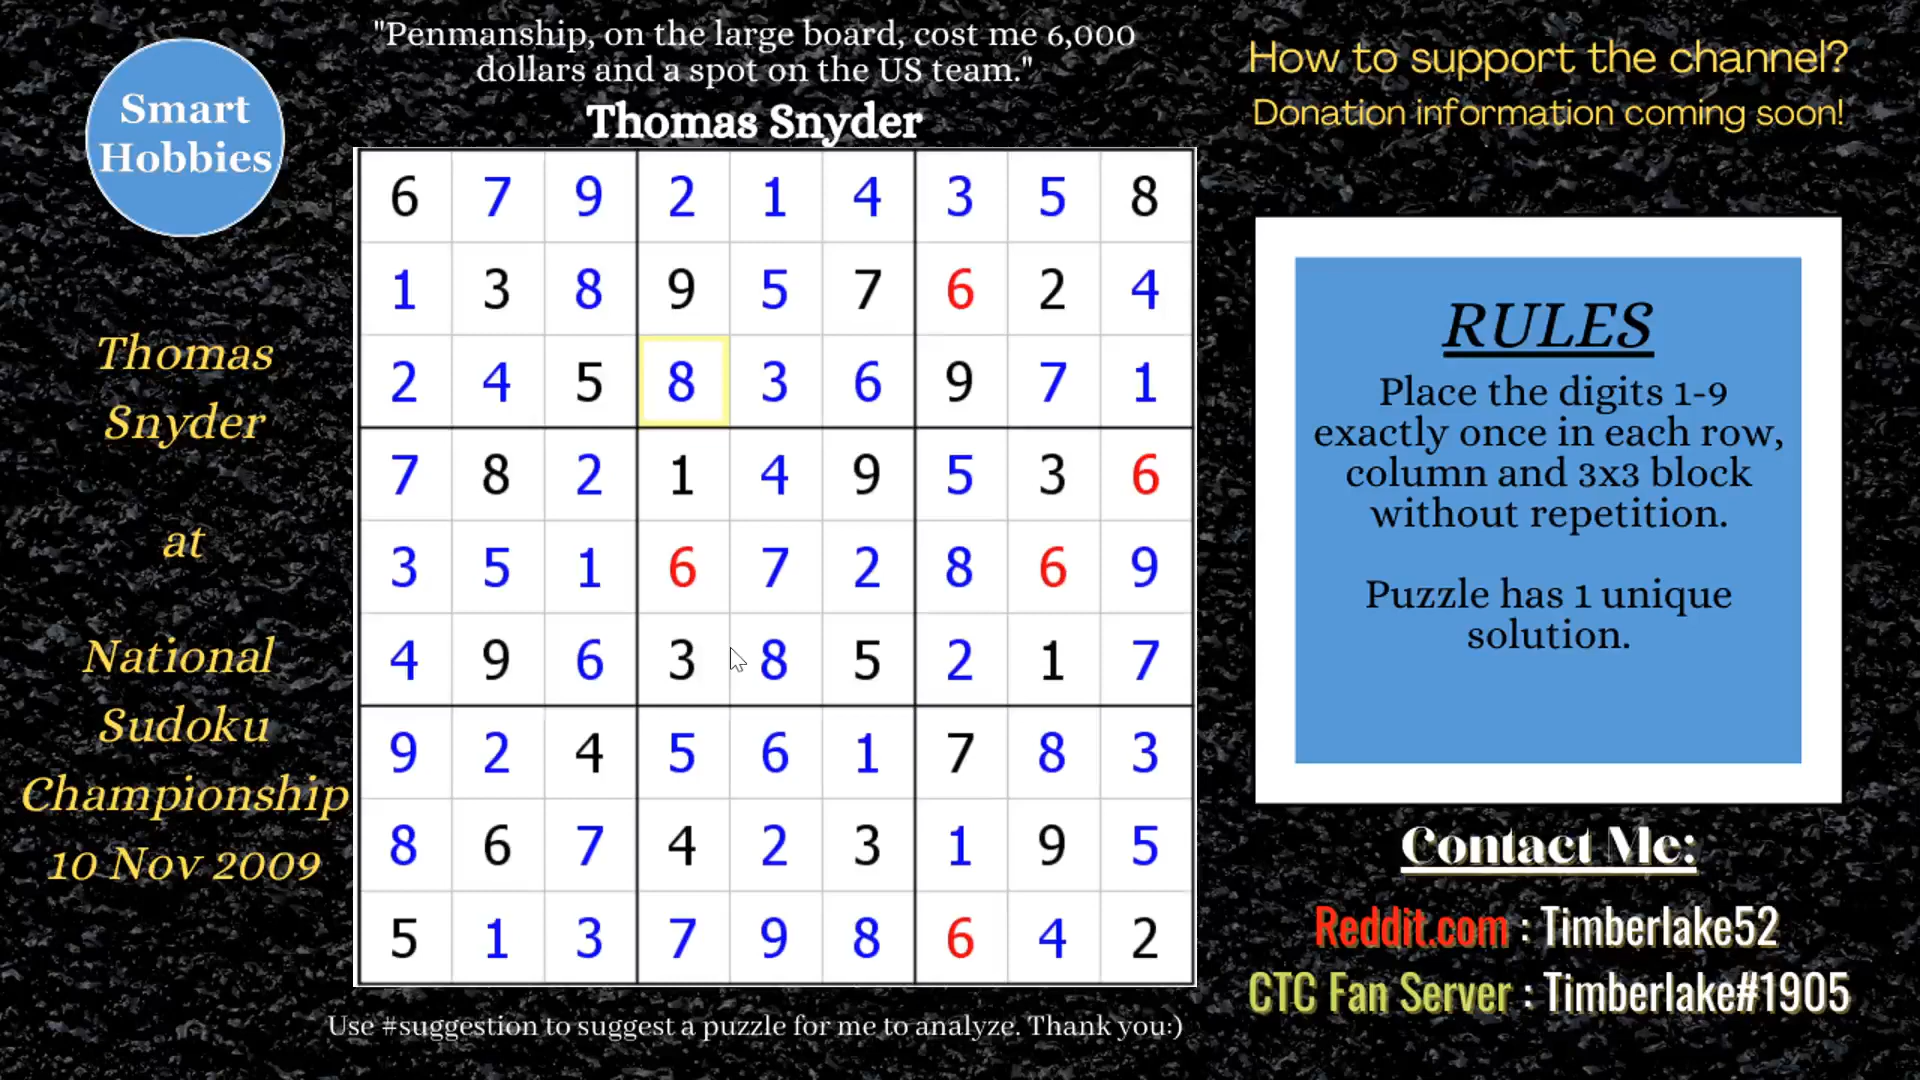 "Penmanship, on the large board, cost me 6,000
dollars and a spot on the US team."
Thomas Snyder
Smart
Hobbies
Thomas
Snyder
at
National
Sudoku
Championship
10 Nov 2009
6 7 9 2 1 4 3 5 8
1 3 8 9 5 7 6 2 4
2 4 5 8 3 6 9 7 1
7 8 2 1 4 9 5 3 6
3 5 1 6 7 2 8 6 9
4 9 6 3 8 5 2 1 7
9 2 4 5 6 1 7 8 3
8 6 7 4 2 3 1 9 5
5 1 3 7 9 8 6 4 2
Use #suggestion to suggest a puzzle for me to analyze. Thank you:)
How to support the channel?
Donation information coming soon!
RULES
Place the digits 1-9
exactly once in each row,
column and 3x3 block
without repetition.
Puzzle has 1 unique
solution.
Contact Me:
Reddit.com : Timberlake52
CTC Fan Server : Timberlake#1905